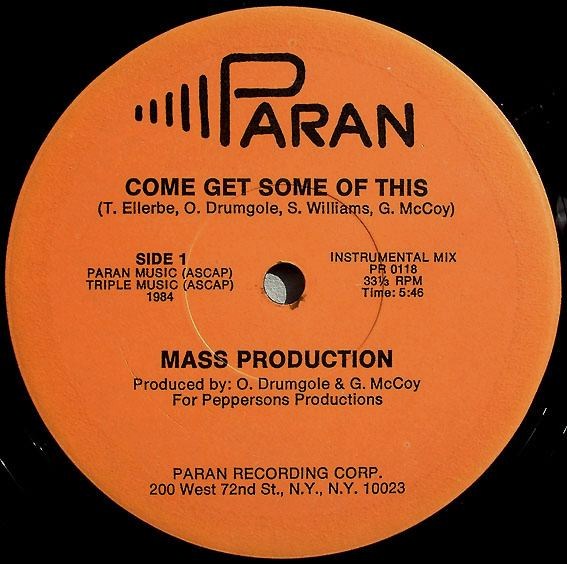 PARAN
COME GET SOME OF THIS
(T. Ellerbe, O. Drumgole, S. Williams, G. McCoy)
SIDE 1
PARAN MUSIC (ASCAP)
TRIPLE MUSIC (ASCAP)
1984
INSTRUMENTAL MIX
PR 0118
33⅓ RPM
Time: 5:46
MASS PRODUCTION
Produced by: O. Drumgole & G. McCoy
For Peppersons Productions
PARAN RECORDING CORP.
200 West 72nd St., N.Y., N.Y. 10023